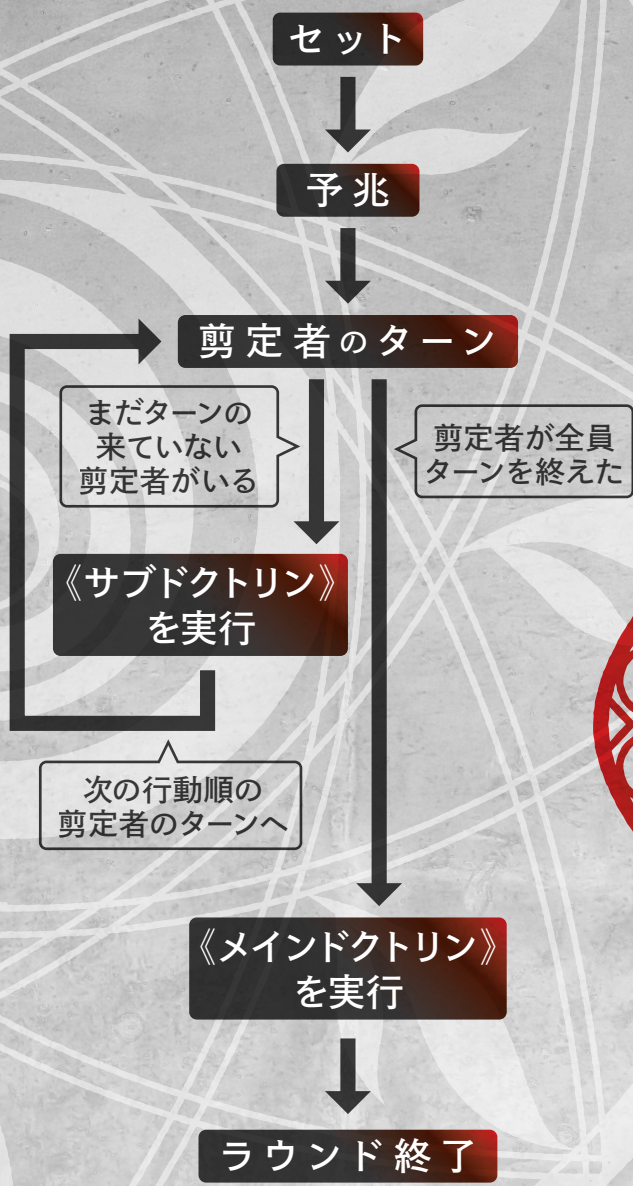 セット
予兆
剪定者のターン
まだターンの
来ていない
剪定者がいる
剪定者が全員
ターンを終えた
《サブドクトリン》
を実行
次の行動順の
剪定者のターンへ
《メインドクトリン》
を実行
ラウンド終了